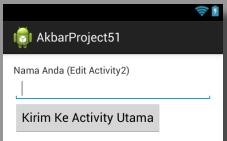 AkbarProject51
Nama Anda (Edit Activity2)
Kirim Ke Activity Utama